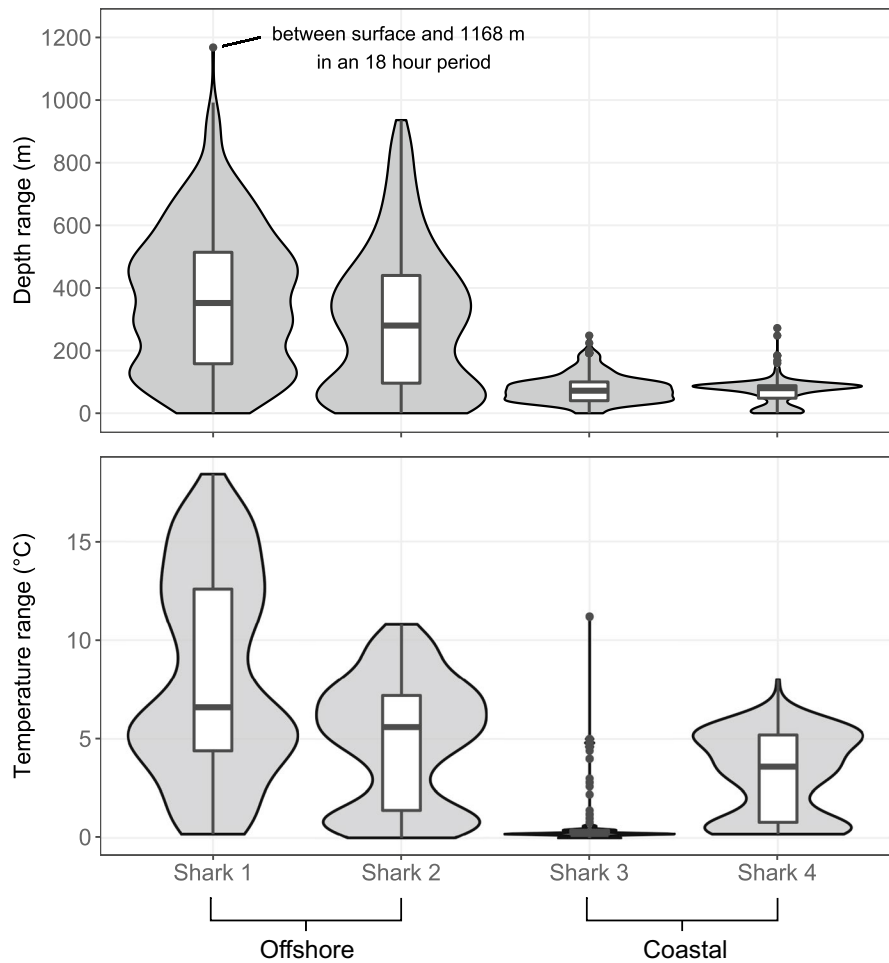 between surface and 1168 m
in an 18 hour period
Depth range (m)
1200
1000
800
600
400
200
0
Temperature range (°C)
15
10
5
0
Shark 1 Shark 2 Shark 3 Shark 4
Offshore Coastal